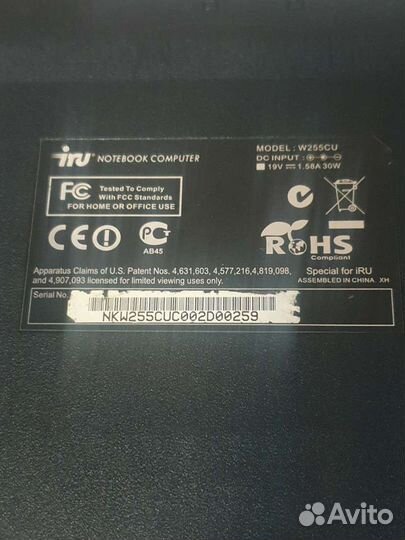 iRU NOTEBOOK COMPUTER
MODEL: W255CU
DC INPUT:
19V 1.58A 30W
FC
Tested To Comply
With FCC Standards
FOR HOME OR OFFICE USE
CE
РСТ
АВ45
RoHS
Compliant
Apparatus Claims of U.S. Patent Nos. 4,631,603, 4,577,216,4,819,098,
and 4,907,093 licensed for limited viewing uses only.
Special for iRU
ASSEMBLED IN CHINA XH
Serial No.
NKW255CUC002D00259
Avito